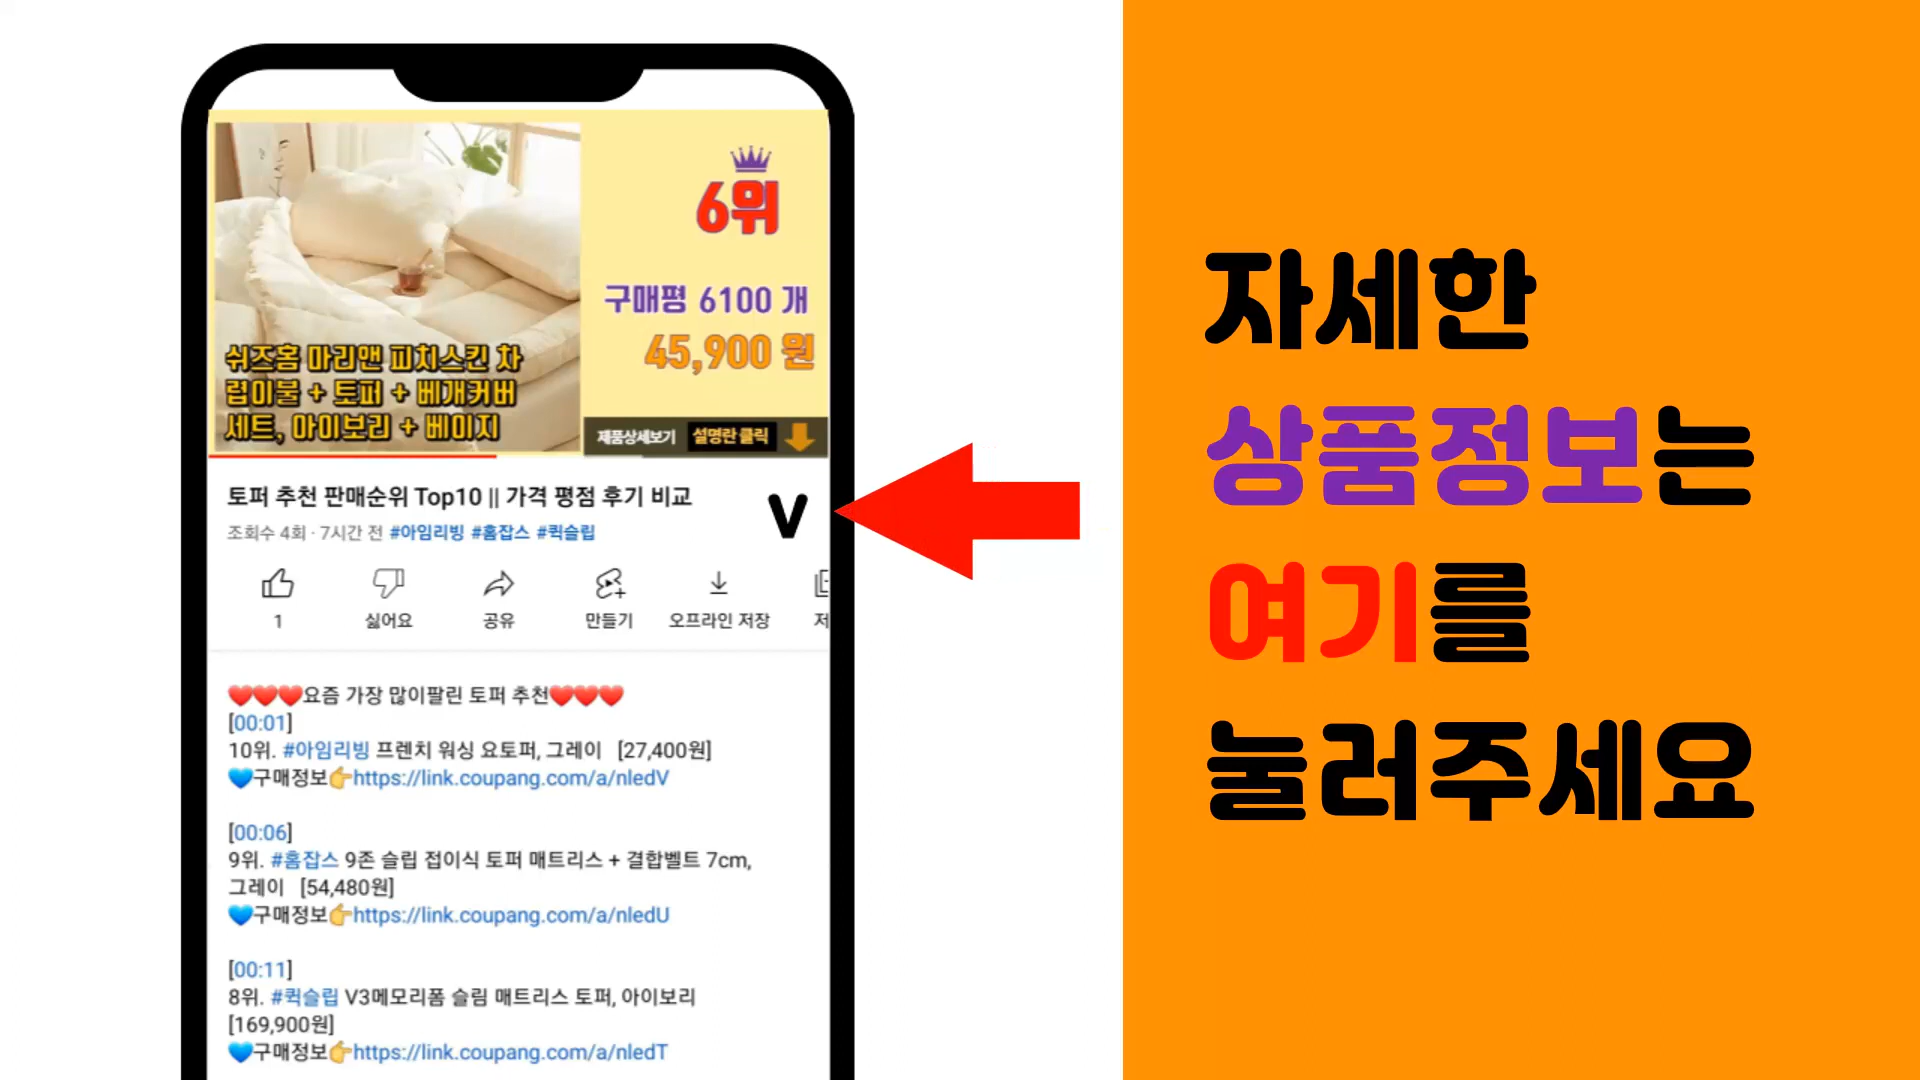 6위
구매평 6100 개
45,900 원
쉬즈홈 마리앤 피치스킨 차
렵이불 + 토퍼 + 베개커버
세트, 아이보리 + 베이지
제품상세보기 설명란 클릭
토퍼 추천 판매순위 Top10 || 가격 평점 후기 비교
V
조회수 4회 · 7시간 전 #아임리빙 #홈잡스 #퀵슬립
1 싫어요 공유 만들기 오프라인 저장 저
❤️❤️❤️요즘 가장 많이팔린 토퍼 추천❤️❤️❤️
[00:01]
10위. #아임리빙 프렌치 워싱 요토퍼, 그레이 [27,400원]
💙구매정보👉https://link.coupang.com/a/nledV
[00:06]
9위. #홈잡스 9존 슬립 접이식 토퍼 매트리스 + 결합벨트 7cm,
그레이 [54,480원]
💙구매정보👉https://link.coupang.com/a/nledU
[00:11]
8위. #퀵슬립 V3메모리폼 슬림 매트리스 토퍼, 아이보리
[169,900원]
💙구매정보👉https://link.coupang.com/a/nledT
자세한
상품정보는
여기를
눌러주세요